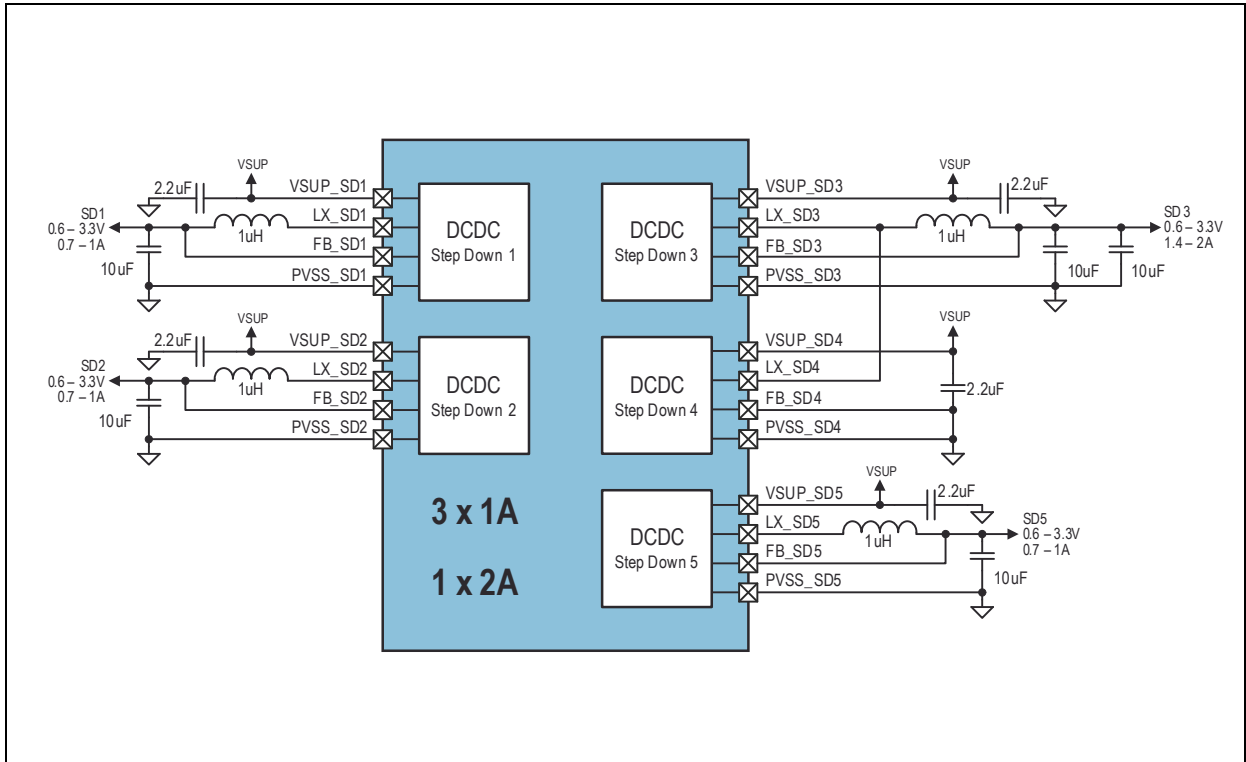 VSUP
2.2uF
VSUP_SD1
SD1
0.6 – 3.3V
0.7 – 1A
1uH
LX_SD1
FB_SD1
10uF
PVSS_SD1
DCDC
Step Down 1
VSUP
2.2uF
VSUP_SD2
SD2
0.6 – 3.3V
0.7 – 1A
1uH
LX_SD2
FB_SD2
10uF
PVSS_SD2
DCDC
Step Down 2
3 x 1A
1 x 2A
DCDC
Step Down 3
VSUP_SD3
VSUP
2.2uF
LX_SD3
1uH
FB_SD3
SD3
0.6 – 3.3V
1.4 – 2A
10uF
10uF
PVSS_SD3
DCDC
Step Down 4
VSUP
VSUP_SD4
LX_SD4
2.2uF
FB_SD4
PVSS_SD4
DCDC
Step Down 5
VSUP_SD5
VSUP
2.2uF
LX_SD5
1uH
SD5
0.6 – 3.3V
0.7 – 1A
FB_SD5
10uF
PVSS_SD5